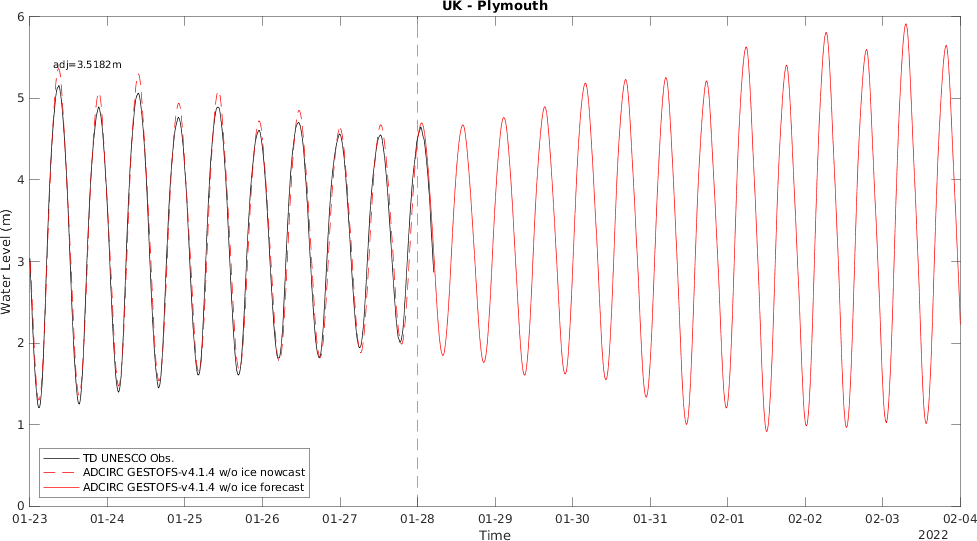 UK - Plymouth
adj=3.5182m
6
5
4
3
2
1
0
Water Level (m)
TD UNESCO Obs.
ADCIRC GESTOFS-v4.1.4 w/o ice nowcast
ADCIRC GESTOFS-v4.1.4 w/o ice forecast
01-23 01-24 01-25 01-26 01-27 01-28 01-29 01-30 01-31 02-01 02-02 02-03 02-04
Time
2022